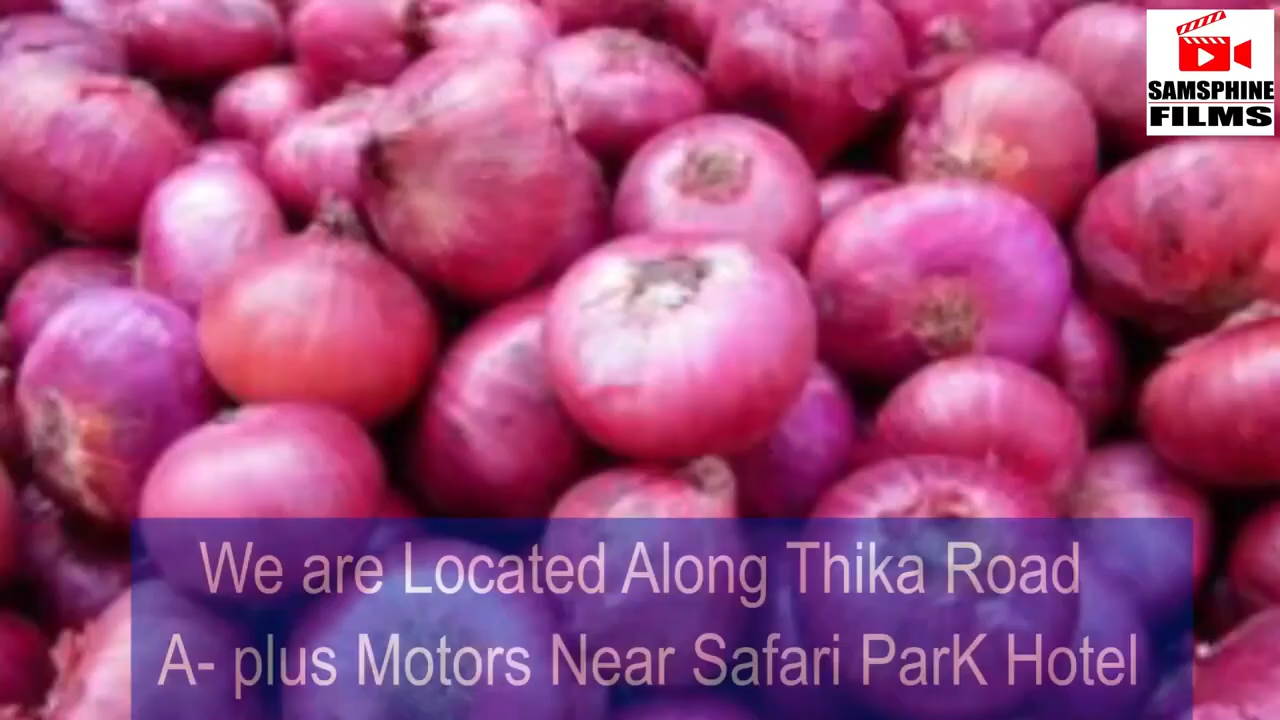 SAMSPHINE
FILMS
We are Located Along Thika Road
A- plus Motors Near Safari ParK Hotel